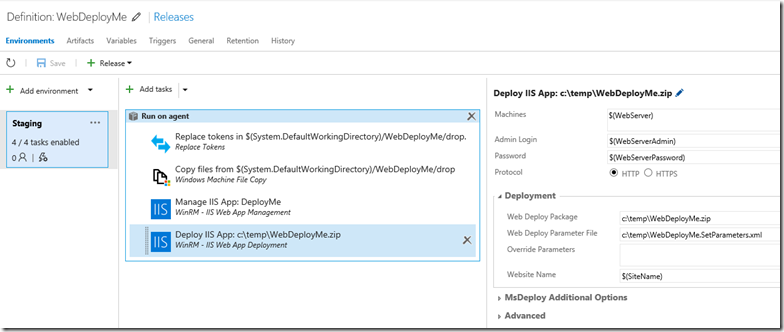 Definition: WebDeployMe | Releases
Environments Artifacts Variables Triggers General Retention History
Save Release
Add environment
Staging
4 / 4 tasks enabled
0
Add tasks
Run on agent
Replace tokens in $(System.DefaultWorkingDirectory)/WebDeployMe/drop.
Replace Tokens
Copy files from $(System.DefaultWorkingDirectory)/WebDeployMe/drop
Windows Machine File Copy
IIS
Manage IIS App: DeployMe
WinRM - IIS Web App Management
IIS
Deploy IIS App: c:\temp\WebDeployMe.zip
WinRM - IIS Web App Deployment
Deploy IIS App: c:\temp\WebDeployMe.zip
Machines $(WebServer)
Admin Login $(WebServerAdmin)
Password $(WebServerPassword)
Protocol HTTP HTTPS
Deployment
Web Deploy Package c:\temp\WebDeployMe.zip
Web Deploy Parameter File c:\temp\WebDeployMe.SetParameters.xml
Override Parameters
Website Name $(SiteName)
MsDeploy Additional Options
Advanced